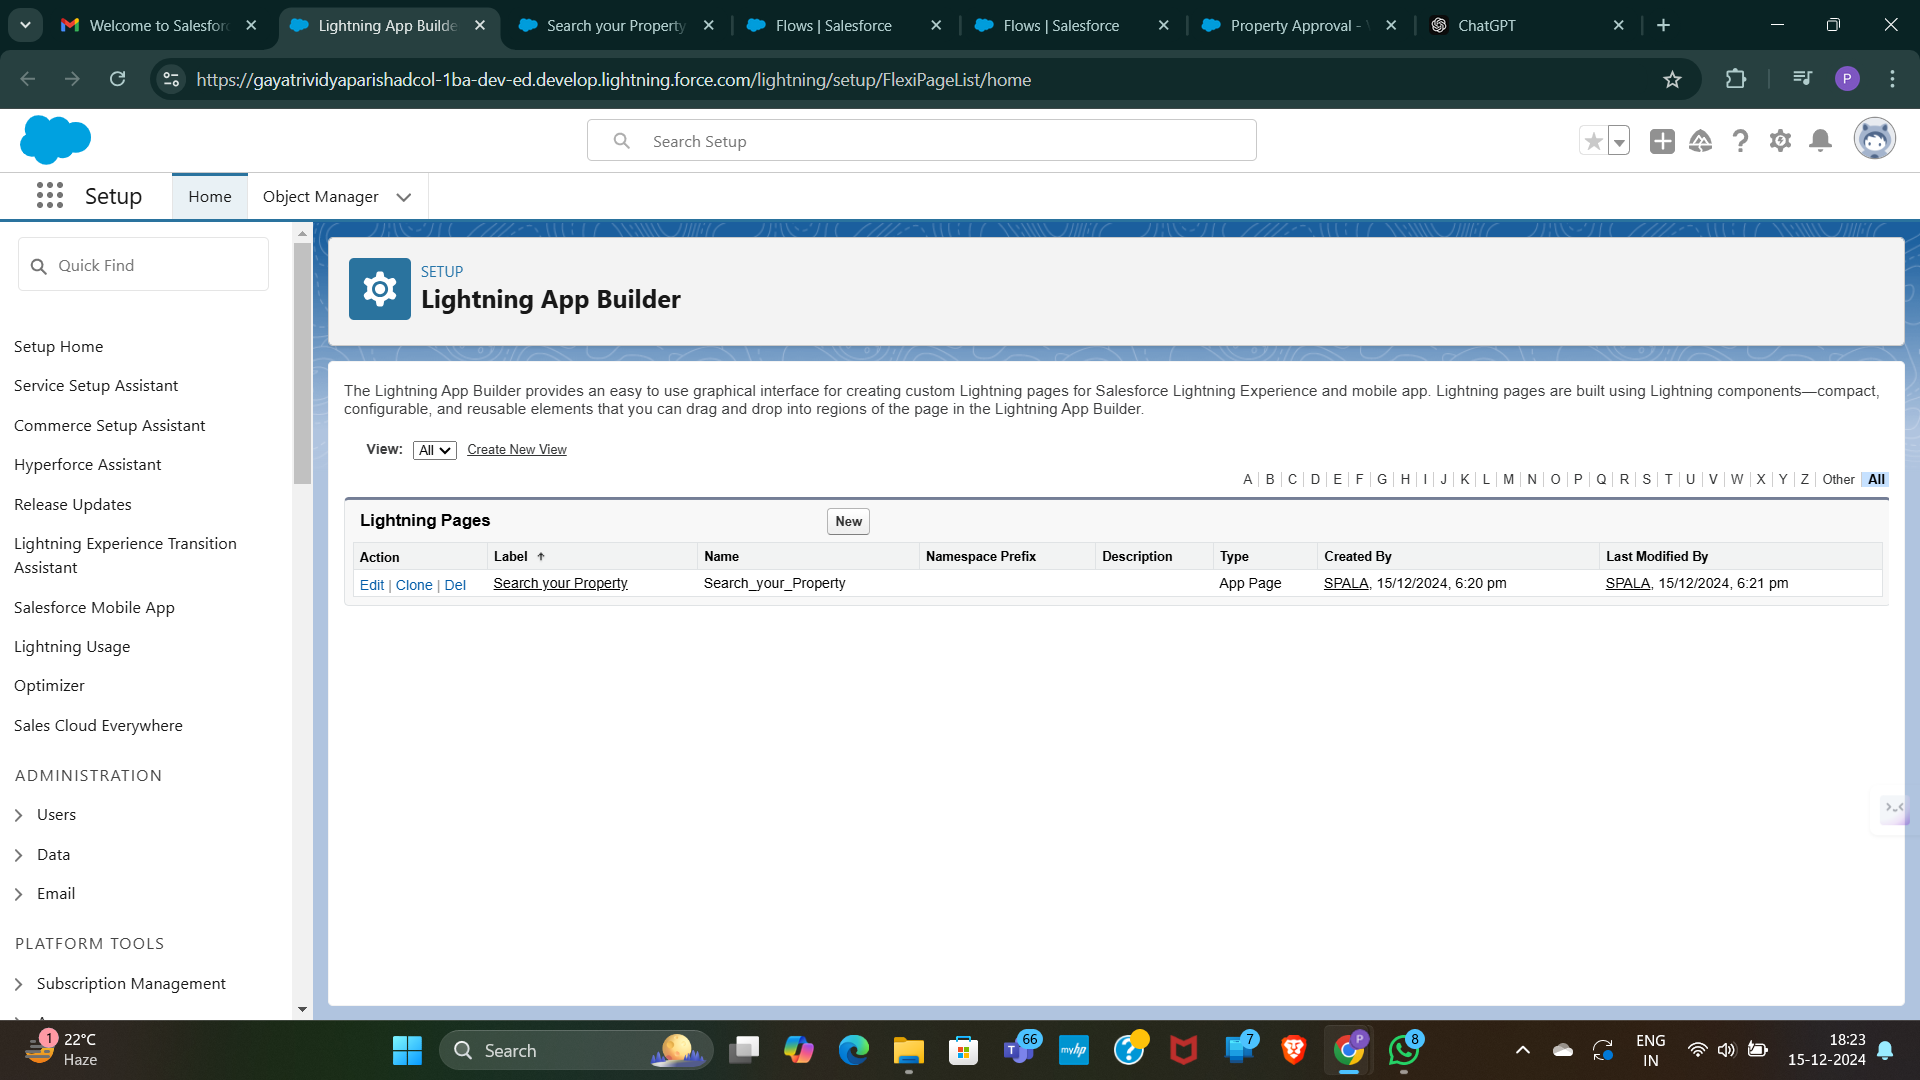 Welcome to Salesforc
Lightning App Builde
Search your Property
Flows | Salesforce
Flows | Salesforce
Property Approval -
ChatGPT
https://gayatrividyaparishadcol-1ba-dev-ed.develop.lightning.force.com/lightning/setup/FlexiPageList/home
P
Search Setup
Setup
Home
Object Manager
Quick Find
Setup Home
Service Setup Assistant
Commerce Setup Assistant
Hyperforce Assistant
Release Updates
Lightning Experience Transition
Assistant
Salesforce Mobile App
Lightning Usage
Optimizer
Sales Cloud Everywhere
ADMINISTRATION
Users
Data
Email
PLATFORM TOOLS
Subscription Management
SETUP
Lightning App Builder
The Lightning App Builder provides an easy to use graphical interface for creating custom Lightning pages for Salesforce Lightning Experience and mobile app. Lightning pages are built using Lightning components—compact,
configurable, and reusable elements that you can drag and drop into regions of the page in the Lightning App Builder.
View: All Create New View
A | B | C | D | E | F | G | H | I | J | K | L | M | N | O | P | Q | R | S | T | U | V | W | X | Y | Z | Other All
Lightning Pages New
Action Label Name Namespace Prefix Description Type Created By Last Modified By
Edit | Clone | Del Search your Property Search_your_Property App Page SPALA, 15/12/2024, 6:20 pm SPALA, 15/12/2024, 6:21 pm
1
22°C
Haze
Search
66
myhp
7
P
8
ENG
IN
18:23
15-12-2024